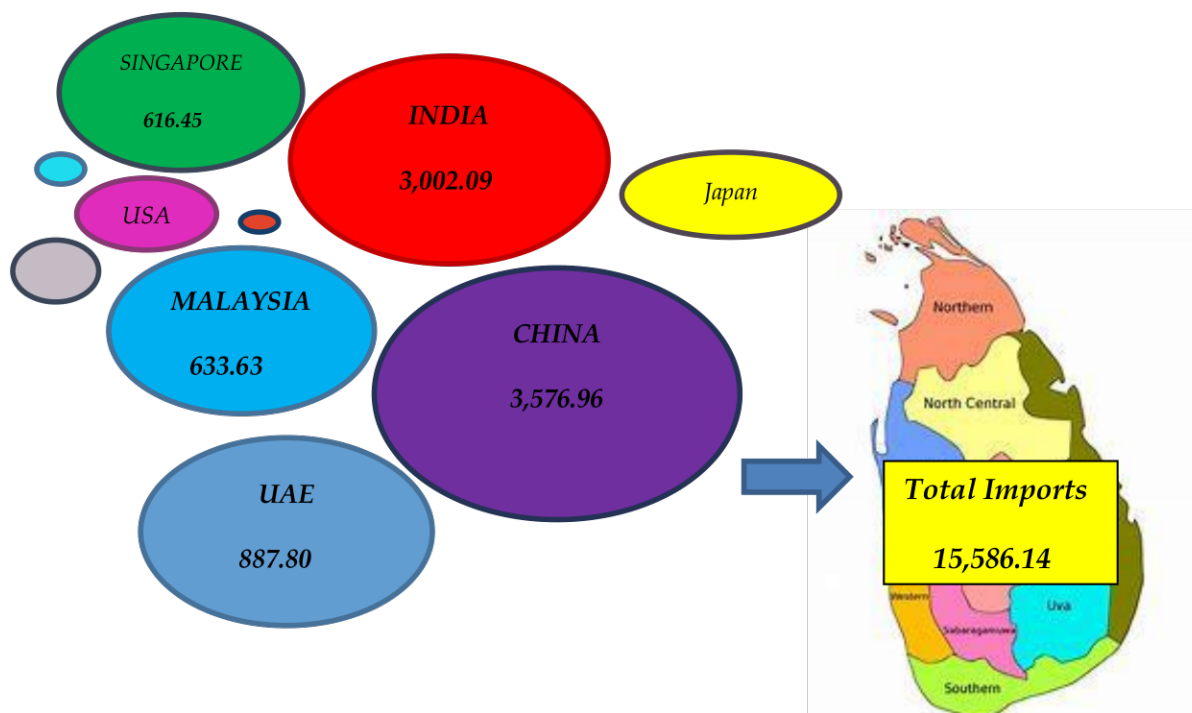 SINGAPORE
616.45
INDIA
3,002.09
Japan
USA
MALAYSIA
633.63
CHINA
3,576.96
UAE
887.80
Northern
North Central
Total Imports
15,586.14
Western
Sabaragamuwa
Uva
Southern